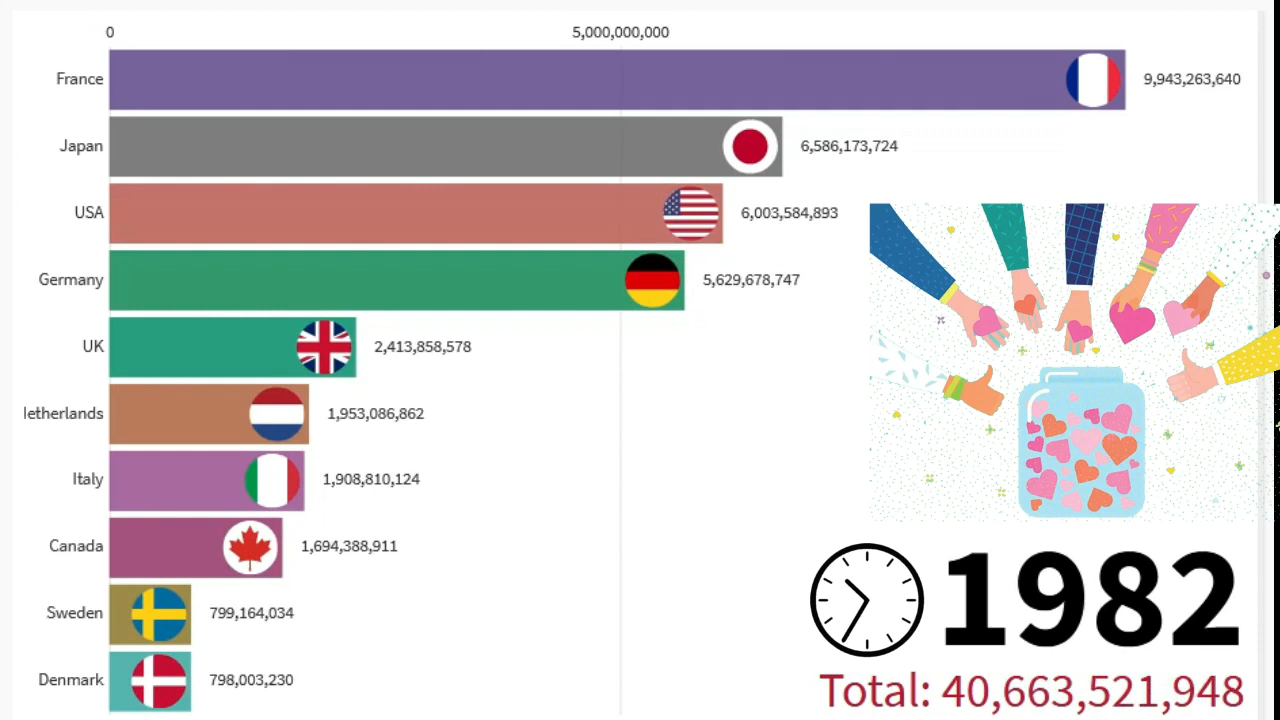 0 5,000,000,000
France 9,943,263,640
Japan 6,586,173,724
USA 6,003,584,893
Germany 5,629,678,747
UK 2,413,858,578
letherlands 1,953,086,862
Italy 1,908,810,124
Canada 1,694,388,911
Sweden 799,164,034
Denmark 798,003,230
1982
Total: 40,663,521,948